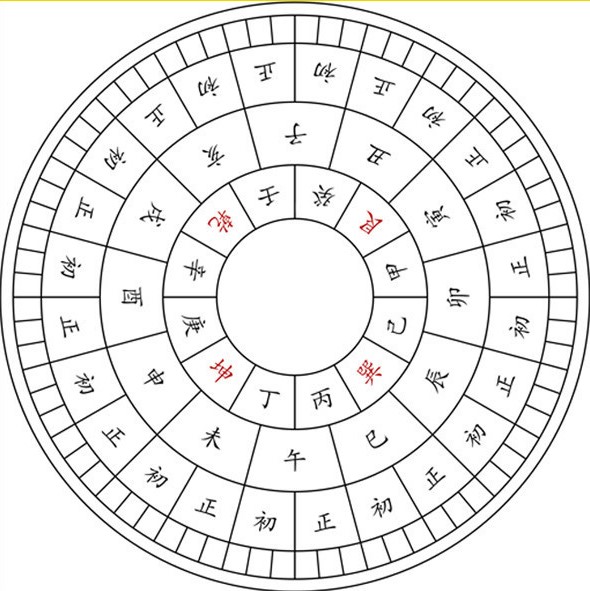 初 正 初 正 初 正 初 正 初 正 初 正 初 正 初 正 初 正 初 正 初 正 初 正
子 丑 寅 卯 辰 巳 午 未 申 酉 戌 亥
癸 艮 甲 己 巽 丙 丁 坤 庚 辛 乾 壬